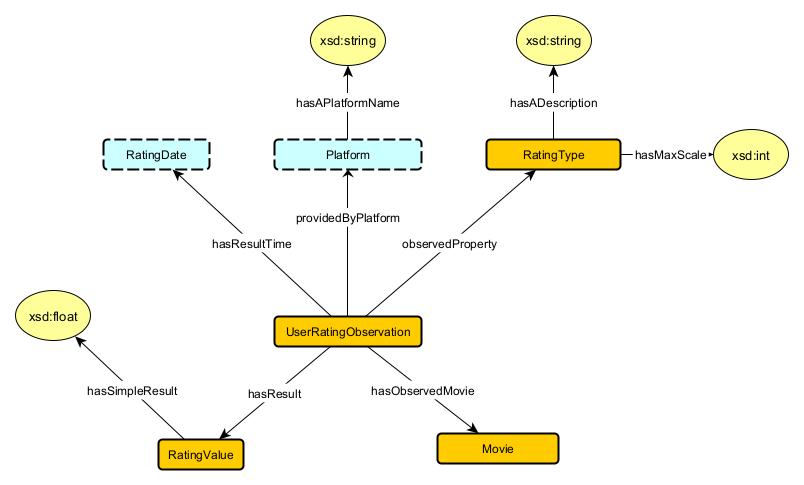 xsd:string
xsd:string
hasAPlatformName
hasADescription
RatingDate
Platform
RatingType
hasMaxScale
xsd:int
providedByPlatform
hasResultTime
observedProperty
xsd:float
UserRatingObservation
hasSimpleResult
hasResult
hasObservedMovie
RatingValue
Movie